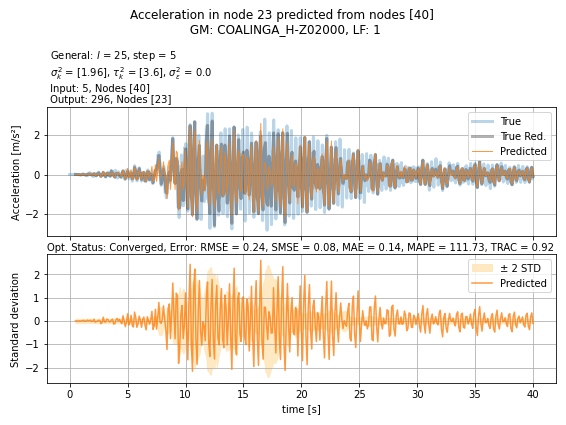 Acceleration in node 23 predicted from nodes [40]
GM: COALINGA_H-Z02000, LF: 1
General: l = 25, step = 5
σ²ₖ = [1.96], τ²ₖ = [3.6], σ²ε = 0.0
Input: 5, Nodes [40]
Output: 296, Nodes [23]
Acceleration [m/s²]
2
0
−2
True
True Red.
Predicted
Opt. Status: Converged, Error: RMSE = 0.24, SMSE = 0.08, MAE = 0.14, MAPE = 111.73, TRAC = 0.92
Standard deviation
2
1
0
−1
−2
± 2 STD
Predicted
0 5 10 15 20 25 30 35 40
time [s]